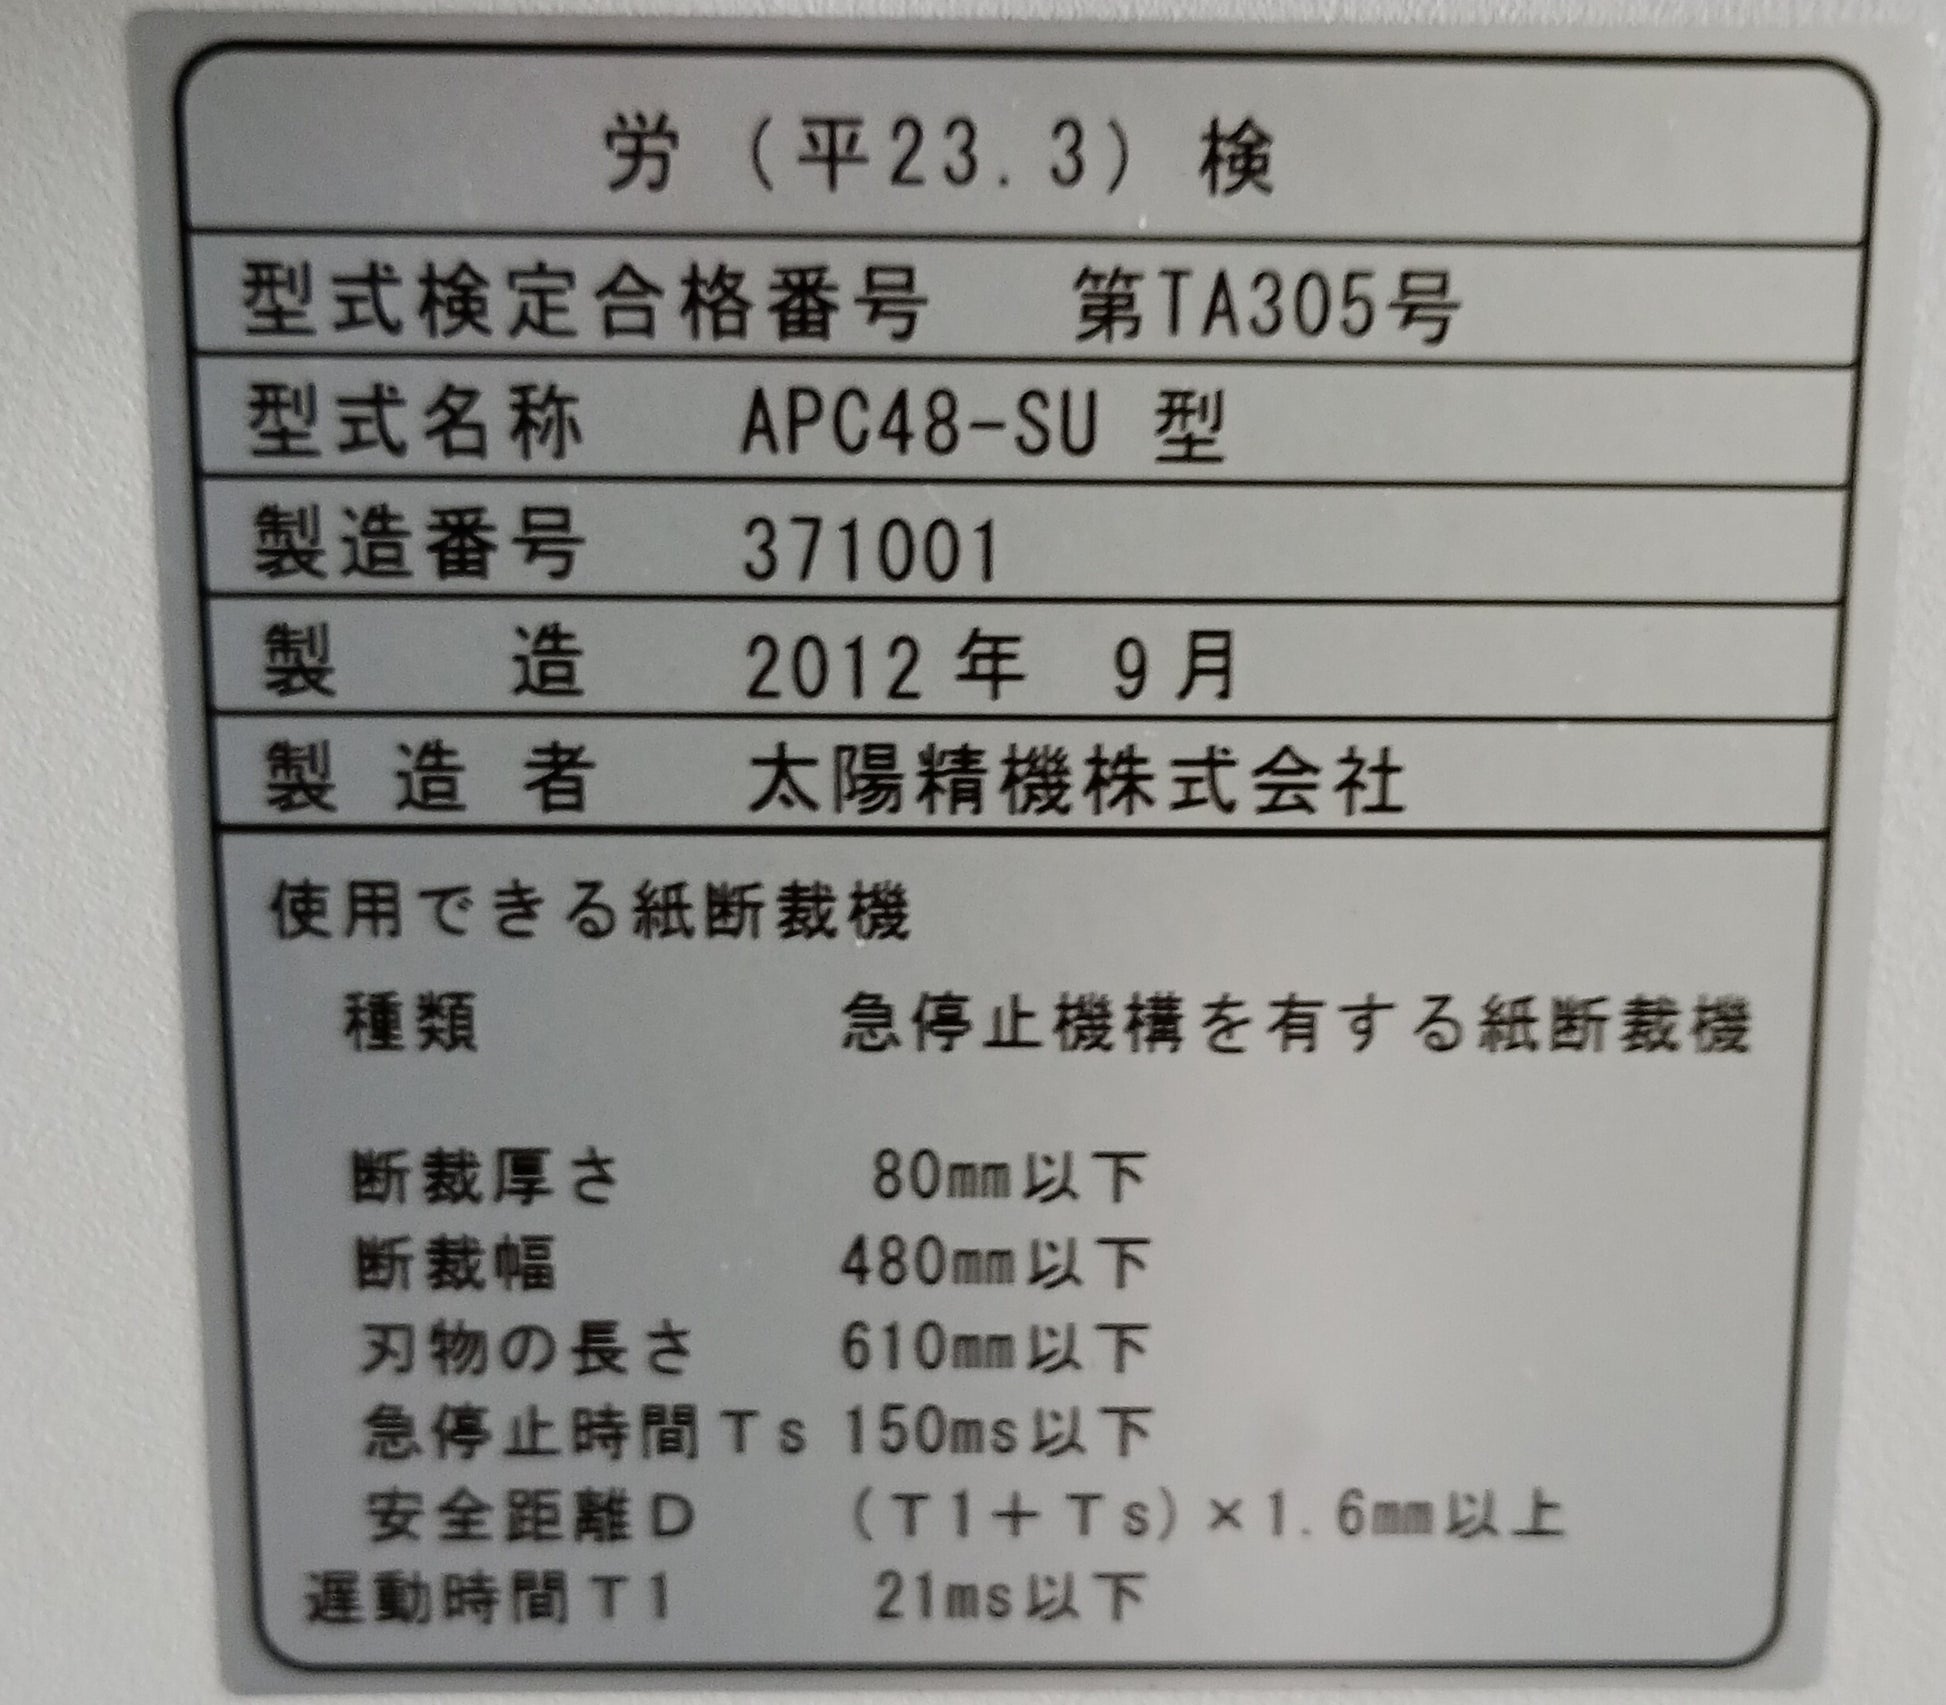 労（平23.3）検
型式検定合格番号 第TA305号
型式名称 APC48-SU 型
製造番号 371001
製 造 2012年 9月
製造者 太陽精機株式会社
使用できる紙断裁機
種類 急停止機構を有する紙断裁機
断裁厚さ 80mm以下
断裁幅 480mm以下
刃物の長さ 610mm以下
急停止時間Ts 150ms以下
安全距離D (T1+Ts)×1.6mm以上
遅動時間T1 21ms以下